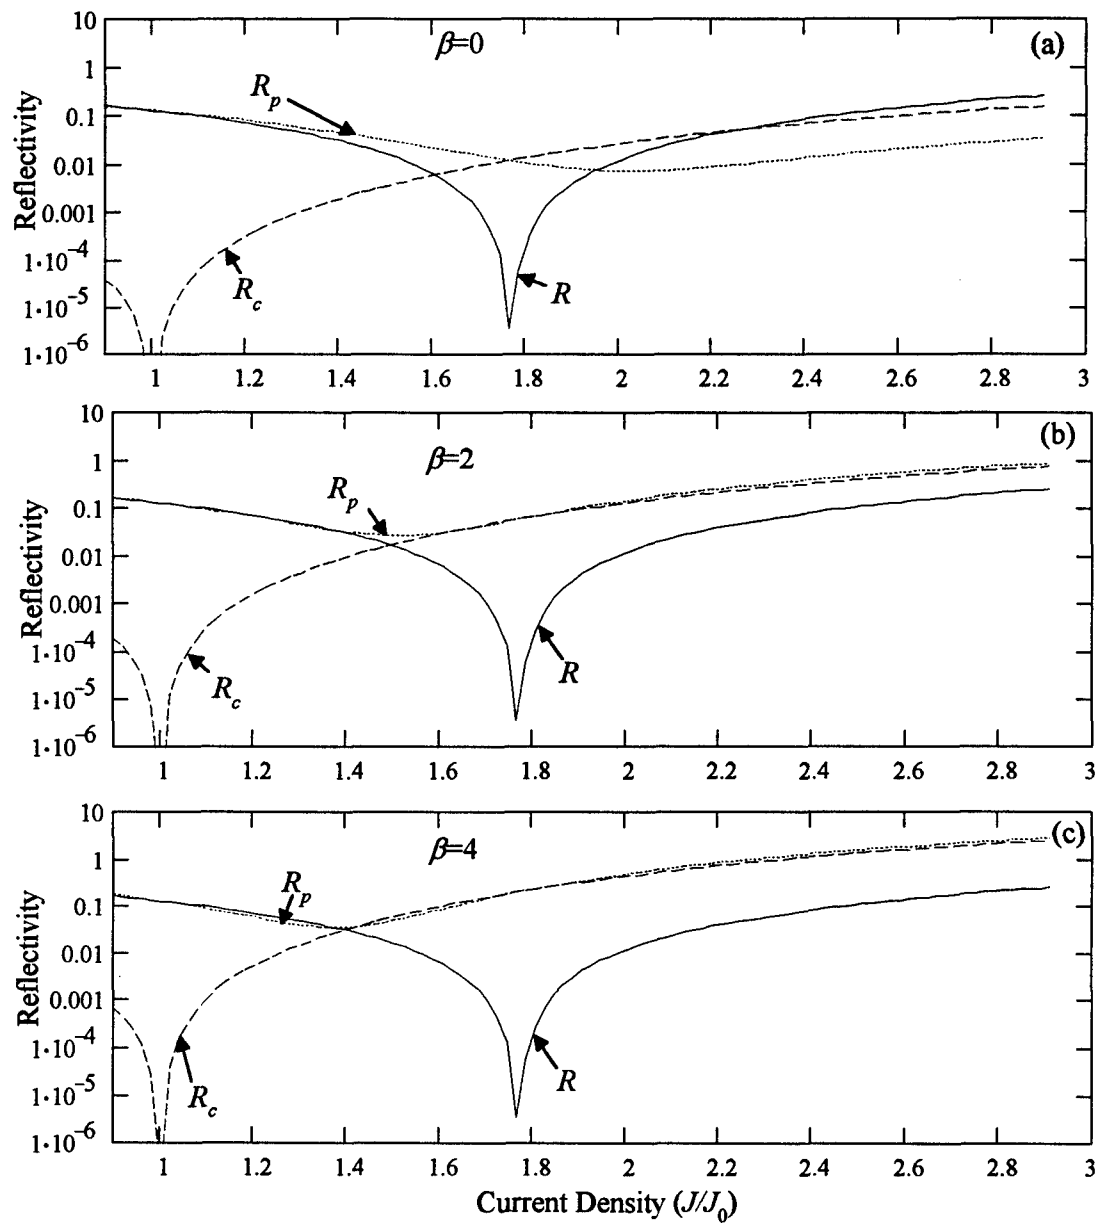 β=0
(a)
10
1
0.1
0.01
0.001
1·10⁻⁴
1·10⁻⁵
1·10⁻⁶
Reflectivity
R_p
R_c
R
1 1.2 1.4 1.6 1.8 2 2.2 2.4 2.6 2.8 3
β=2
(b)
10
1
0.1
0.01
0.001
1·10⁻⁴
1·10⁻⁵
1·10⁻⁶
Reflectivity
R_p
R_c
R
1 1.2 1.4 1.6 1.8 2 2.2 2.4 2.6 2.8 3
β=4
(c)
10
1
0.1
0.01
0.001
1·10⁻⁴
1·10⁻⁵
1·10⁻⁶
Reflectivity
R_p
R_c
R
1 1.2 1.4 1.6 1.8 2 2.2 2.4 2.6 2.8 3
Current Density (J/J₀)